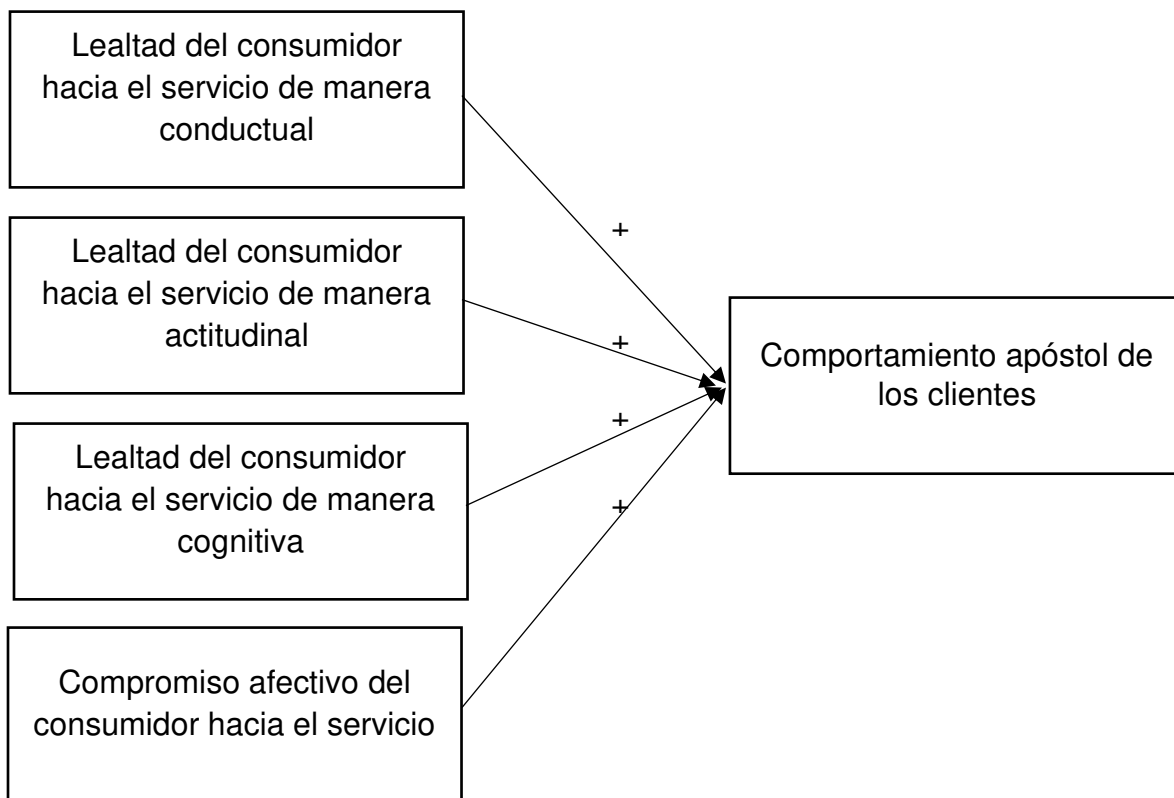 Lealtad del consumidor
hacia el servicio de manera
conductual
+
Lealtad del consumidor
hacia el servicio de manera
actitudinal
+
Comportamiento apóstol de
los clientes
+
Lealtad del consumidor
hacia el servicio de manera
cognitiva
+
Compromiso afectivo del
consumidor hacia el servicio